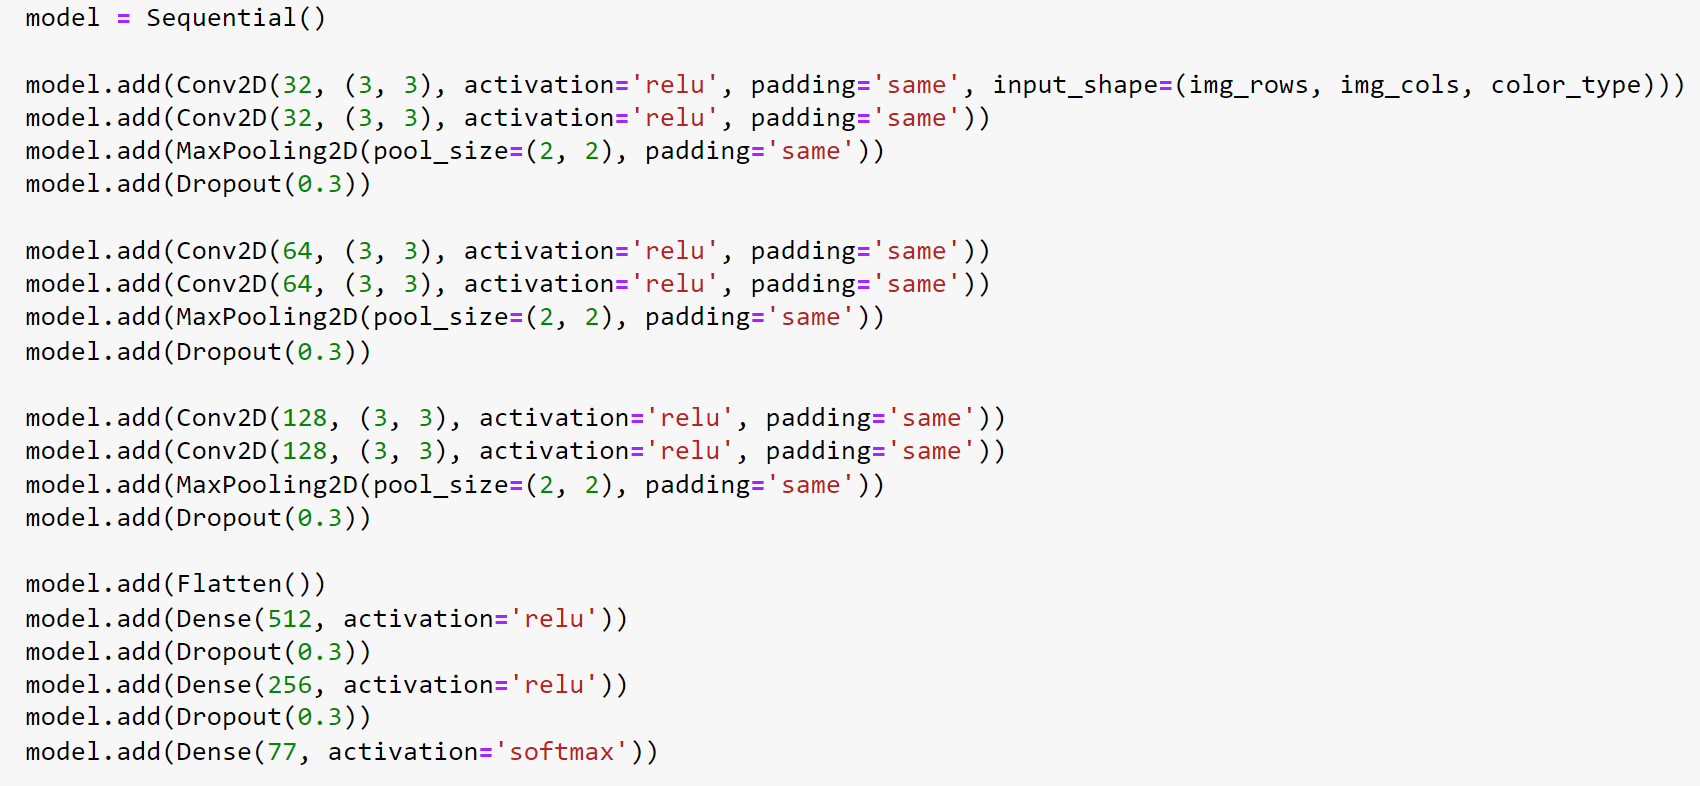 model = Sequential()
model.add(Conv2D(32, (3, 3), activation='relu', padding='same', input_shape=(img_rows, img_cols, color_type)))
model.add(Conv2D(32, (3, 3), activation='relu', padding='same'))
model.add(MaxPooling2D(pool_size=(2, 2), padding='same'))
model.add(Dropout(0.3))
model.add(Conv2D(64, (3, 3), activation='relu', padding='same'))
model.add(Conv2D(64, (3, 3), activation='relu', padding='same'))
model.add(MaxPooling2D(pool_size=(2, 2), padding='same'))
model.add(Dropout(0.3))
model.add(Conv2D(128, (3, 3), activation='relu', padding='same'))
model.add(Conv2D(128, (3, 3), activation='relu', padding='same'))
model.add(MaxPooling2D(pool_size=(2, 2), padding='same'))
model.add(Dropout(0.3))
model.add(Flatten())
model.add(Dense(512, activation='relu'))
model.add(Dropout(0.3))
model.add(Dense(256, activation='relu'))
model.add(Dropout(0.3))
model.add(Dense(77, activation='softmax'))